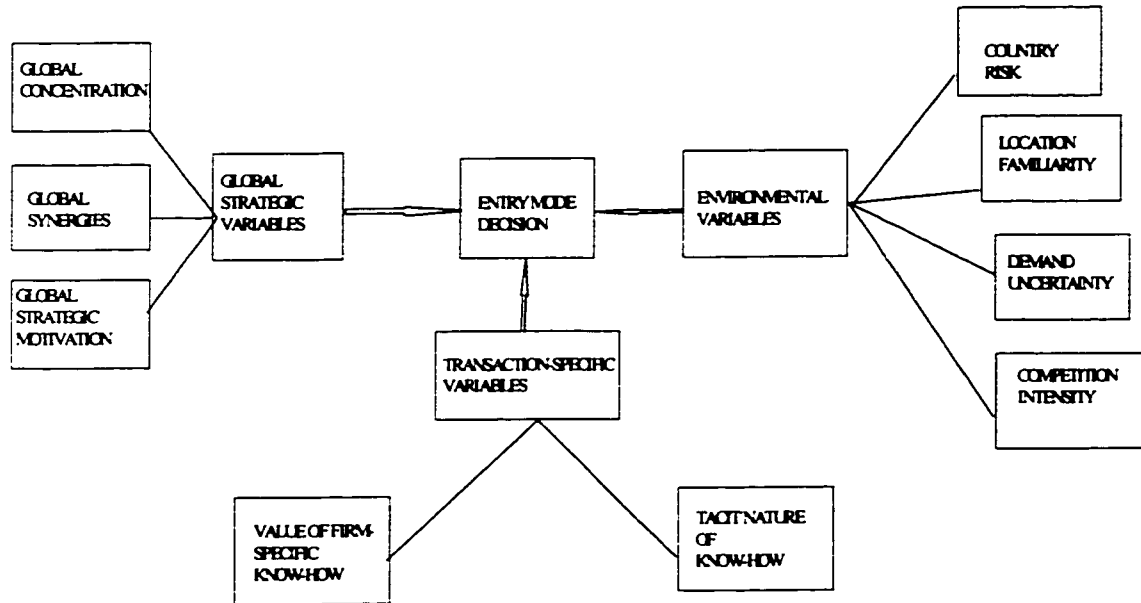 GLOBAL
CONCENTRATION
GLOBAL
SYNERGIES
GLOBAL
STRATEGIC
MOTIVATION
GLOBAL
STRATEGIC
VARIABLES
ENTRY MODE
DECISION
TRANSACTION-SPECIFIC
VARIABLES
VALUE OF FIRM-
SPECIFIC
KNOW-HOW
TACIT NATURE
OF
KNOW-HOW
ENVIRONMENTAL
VARIABLES
COUNTRY
RISK
LOCATION
FAMILIARITY
DEMAND
UNCERTAINTY
COMPETITION
INTENSITY